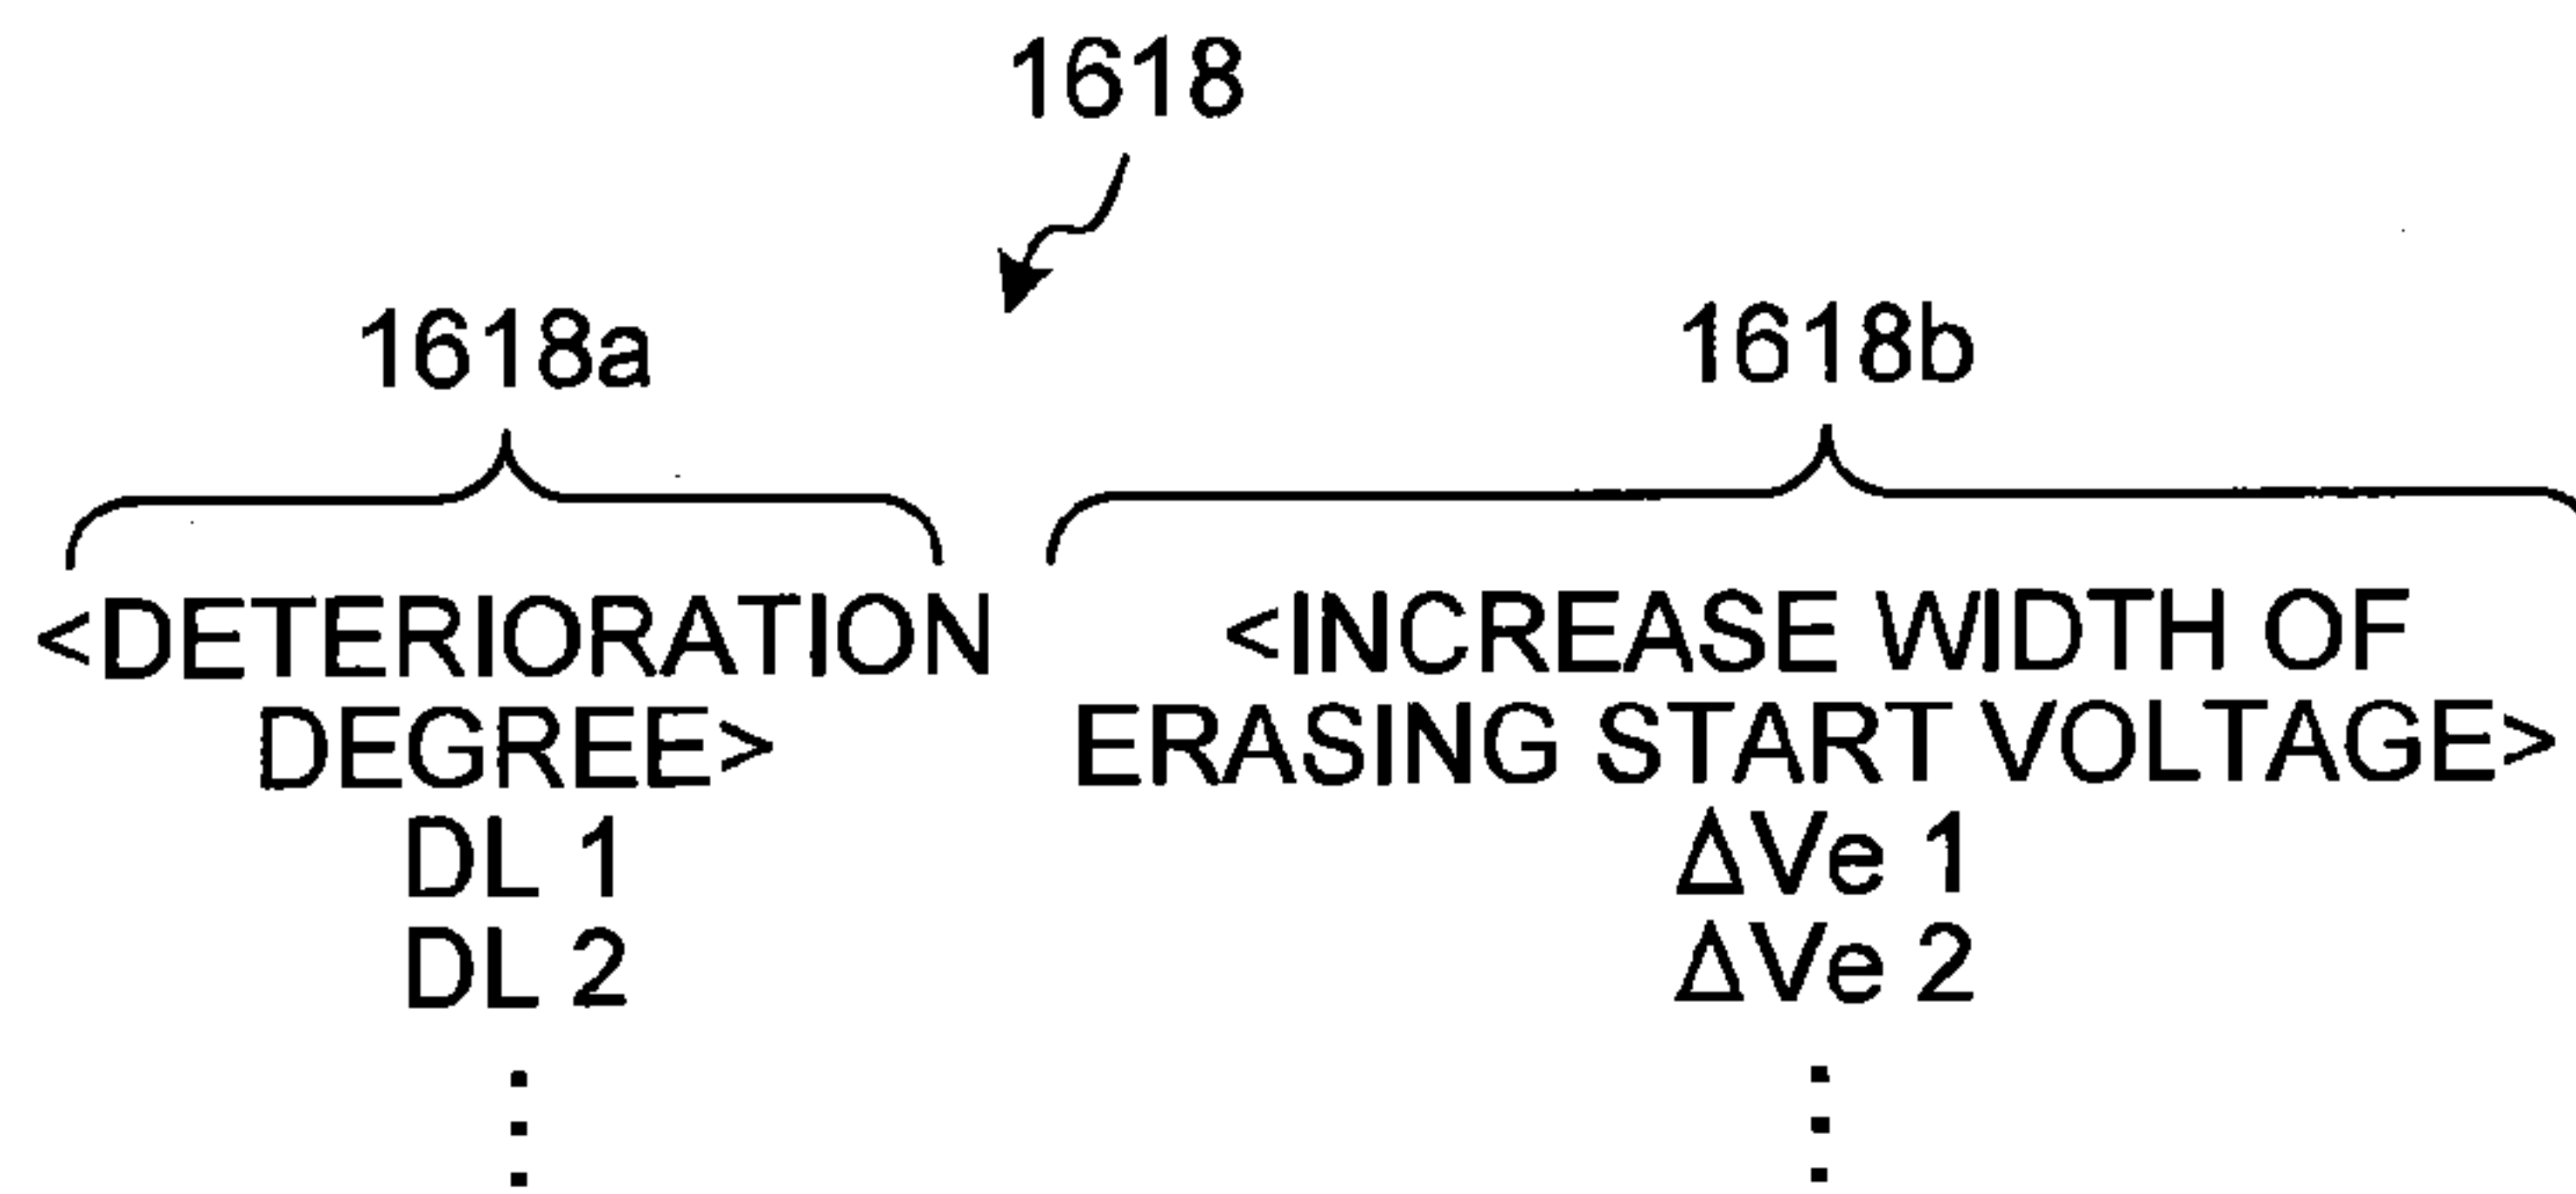 1618
1618a
1618b
<DETERIORATION
DEGREE>
DL 1
DL 2
<INCREASE WIDTH OF
ERASING START VOLTAGE>
ΔVe 1
ΔVe 2